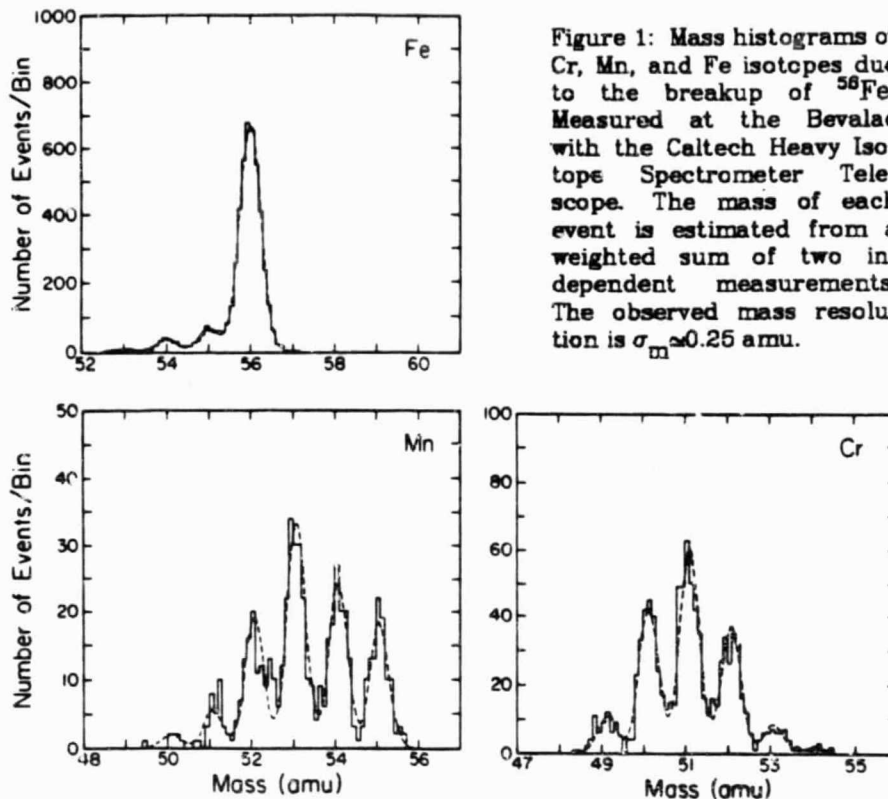 1000
800
600
400
200
0
Number of Events/Bin
Fe
52 54 56 58 60
Figure 1: Mass histograms of
Cr, Mn, and Fe isotopes due
to the breakup of ⁵⁶Fe
Measured at the Bevalac
with the Caltech Heavy Iso
tope Spectrometer Tele
scope. The mass of each
event is estimated from a
weighted sum of two in
dependent measurements
The observed mass resolu
tion is σm≃0.25 amu.
50
40
30
20
10
0
Number of Events/Bin
Mn
48 50 52 54 56
Mass (amu)
100
80
60
40
20
0
Cr
47 49 51 53 55
Mass (amu)